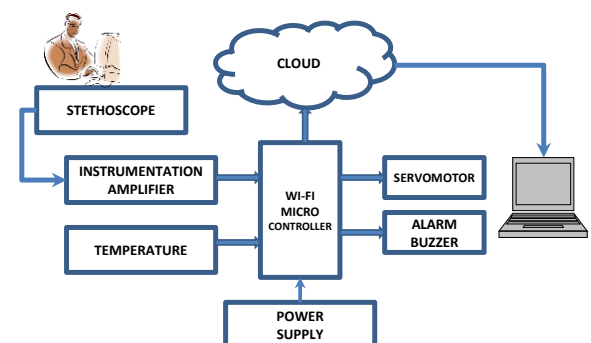 CLOUD
STETHOSCOPE
INSTRUMENTATION
AMPLIFIER
WI-FI
MICRO
CONTROLLER
SERVOMOTOR
TEMPERATURE
ALARM
BUZZER
POWER
SUPPLY